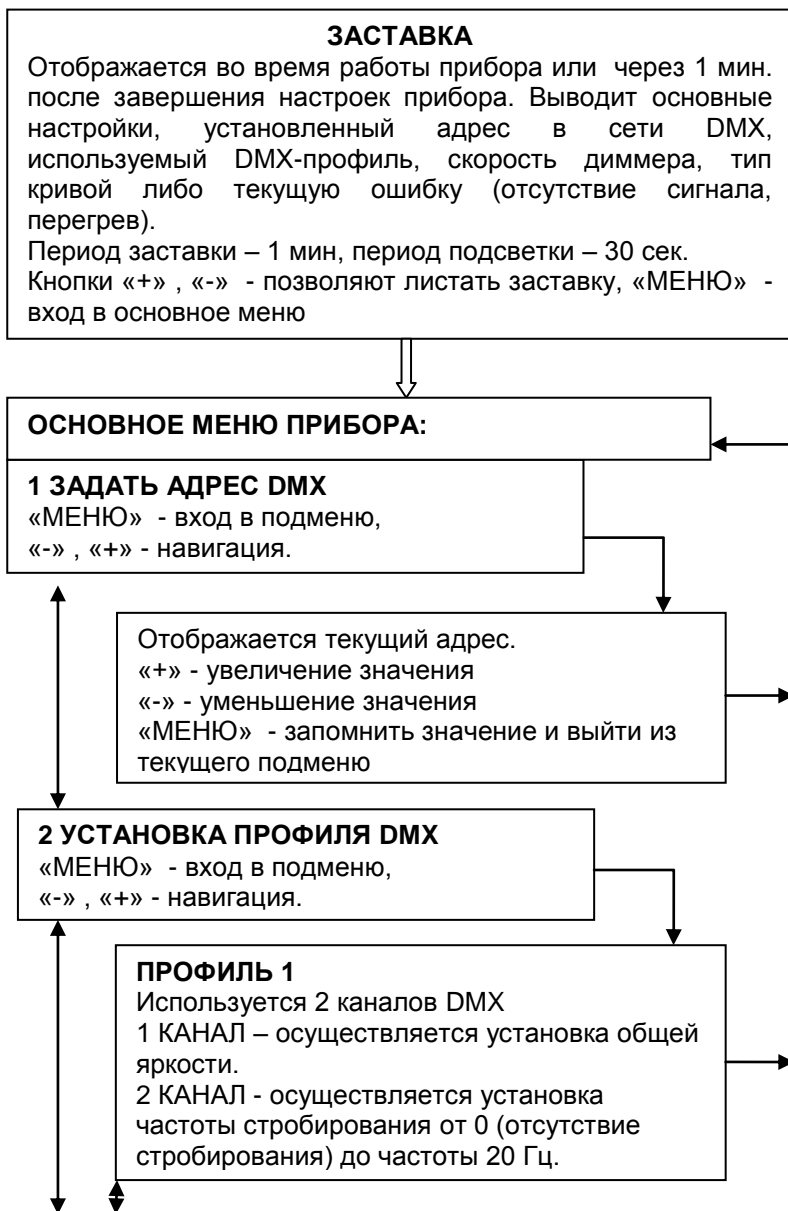 ЗАСТАВКА
Отображается во время работы прибора или через 1 мин.
после завершения настроек прибора. Выводит основные
настройки, установленный адрес в сети DMX,
используемый DMX-профиль, скорость диммера, тип
кривой либо текущую ошибку (отсутствие сигнала,
перегрев).
Период заставки – 1 мин, период подсветки – 30 сек.
Кнопки «+» , «-» - позволяют листать заставку, «МЕНЮ» -
вход в основное меню
ОСНОВНОЕ МЕНЮ ПРИБОРА:
1 ЗАДАТЬ АДРЕС DMX
«МЕНЮ» - вход в подменю,
«-» , «+» - навигация.
Отображается текущий адрес.
«+» - увеличение значения
«-» - уменьшение значения
«МЕНЮ» - запомнить значение и выйти из
текущего подменю
2 УСТАНОВКА ПРОФИЛЯ DMX
«МЕНЮ» - вход в подменю,
«-» , «+» - навигация.
ПРОФИЛЬ 1
Используется 2 каналов DMX
1 КАНАЛ – осуществляется установка общей
яркости.
2 КАНАЛ - осуществляется установка
частоты стробирования от 0 (отсутствие
стробирования) до частоты 20 Гц.